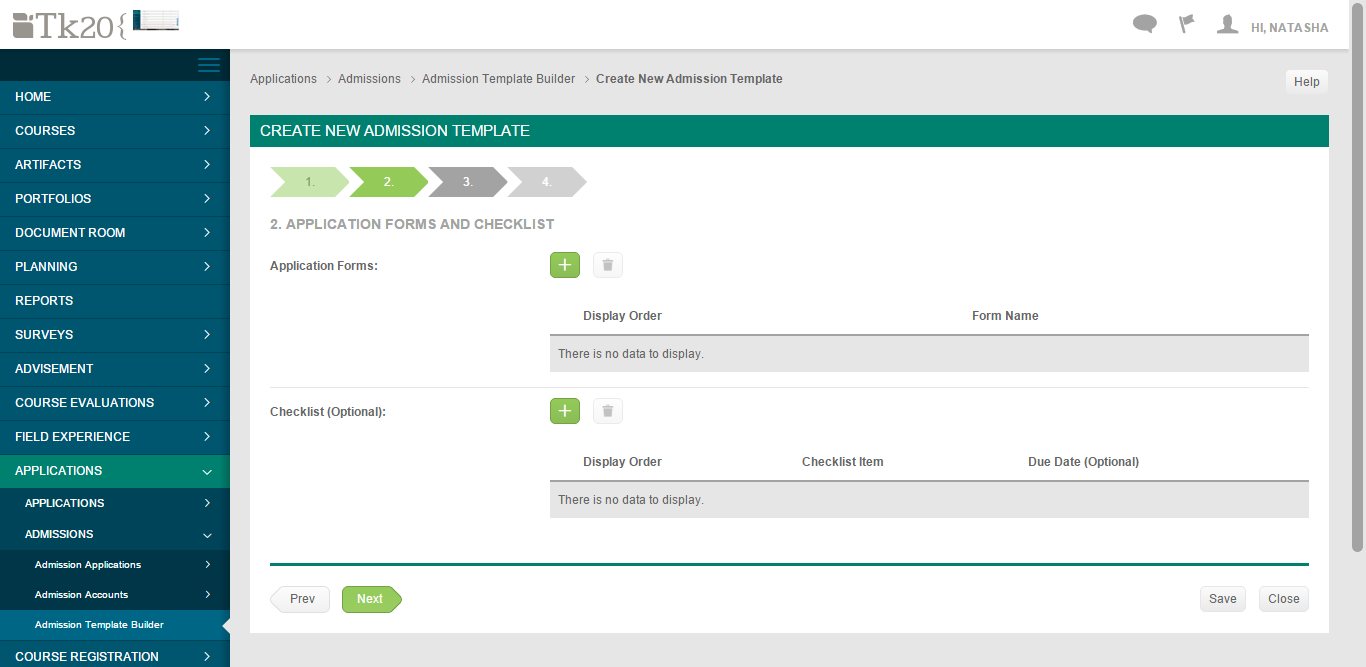 Tk20{
HI, NATASHA
HOME
COURSES
ARTIFACTS
PORTFOLIOS
DOCUMENT ROOM
PLANNING
REPORTS
SURVEYS
ADVISEMENT
COURSE EVALUATIONS
FIELD EXPERIENCE
APPLICATIONS
APPLICATIONS
ADMISSIONS
Admission Applications
Admission Accounts
Admission Template Builder
COURSE REGISTRATION
Applications > Admissions > Admission Template Builder > Create New Admission Template
Help
CREATE NEW ADMISSION TEMPLATE
1. 2. 3. 4.
2. APPLICATION FORMS AND CHECKLIST
Application Forms:
Display Order Form Name
There is no data to display.
Checklist (Optional):
Display Order Checklist Item Due Date (Optional)
There is no data to display.
Prev Next Save Close